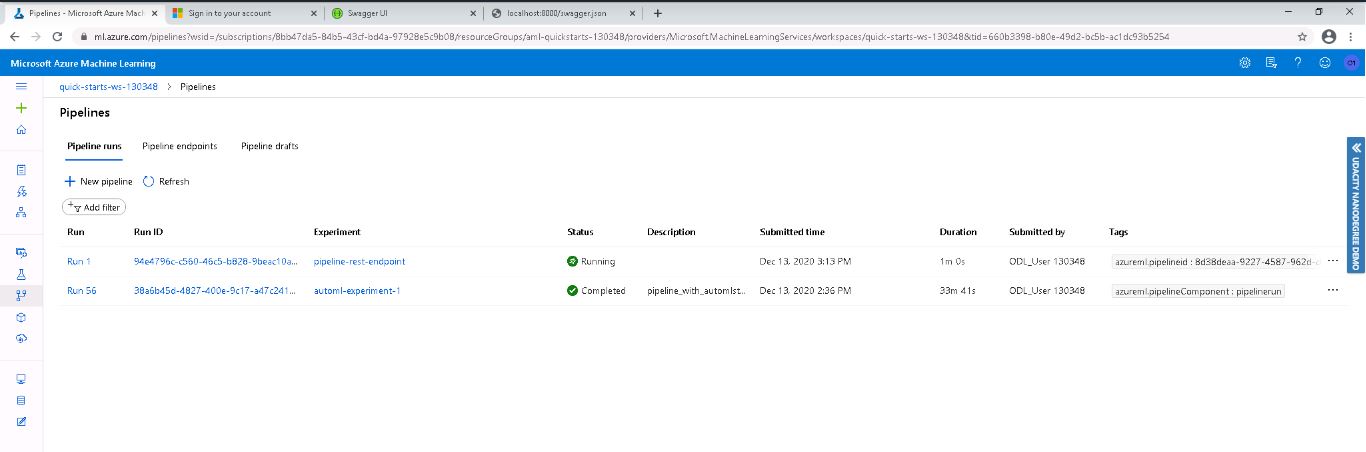 Pipelines - Microsoft Azure Mach
Sign in to your account
Swagger UI
localhost:8000/swagger.json
ml.azure.com/pipelines?wsid=/subscriptions/8bb47da5-84b5-43cf-bd4a-97928e5c9b08/resourceGroups/aml-quickstarts-130348/providers/Microsoft.MachineLearningServices/workspaces/quick-starts-ws-130348&tid=660b3398-b80e-49d2-bc5b-ac1dc93b5254
Microsoft Azure Machine Learning
O1
quick-starts-ws-130348 > Pipelines
Pipelines
Pipeline runs Pipeline endpoints Pipeline drafts
New pipeline Refresh
Add filter
Run Run ID Experiment Status Description Submitted time Duration Submitted by Tags
Run 1 94e4796c-c560-46c5-b828-9beac10a... pipeline-rest-endpoint Running Dec 13, 2020 3:13 PM 1m 0s ODL_User 130348 azureml.pipelineid : 8d38deaa-9227-4587-962d- ...
Run 56 38a6b45d-4827-400e-9c17-a47c241... automl-experiment-1 Completed pipeline_with_automlst... Dec 13, 2020 2:36 PM 33m 41s ODL_User 130348 azureml.pipelineComponent : pipelinerun ...
UDACITY NANODEGREE DEMO